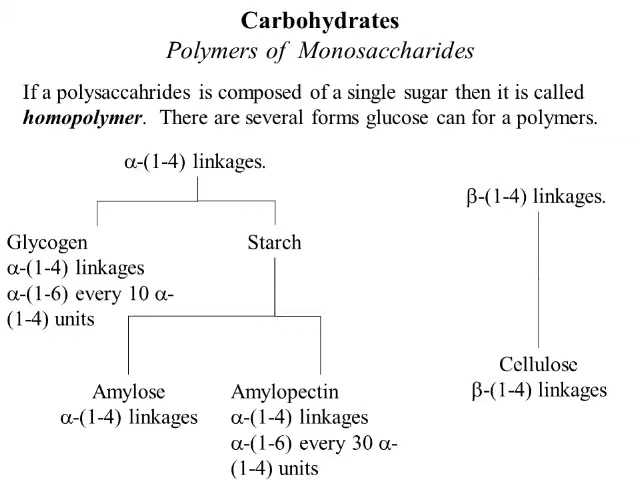 Carbohydrates
Polymers of Monosaccharides
If a polysaccahrides is composed of a single sugar then it is called
homopolymer. There are several forms glucose can for a polymers.
α-(1-4) linkages.
β-(1-4) linkages.
Glycogen
α-(1-4) linkages
α-(1-6) every 10 α-
(1-4) units
Starch
Amylose
α-(1-4) linkages
Amylopectin
α-(1-4) linkages
α-(1-6) every 30 α-
(1-4) units
Cellulose
β-(1-4) linkages